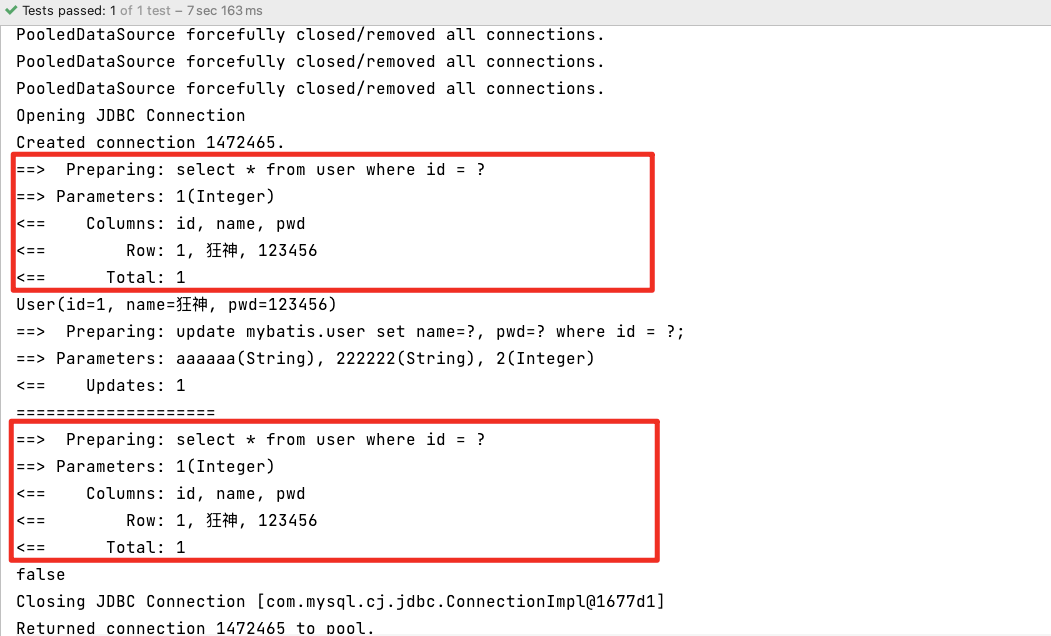 Tests passed: 1 of 1 test – 7 sec 163 ms
PooledDataSource forcefully closed/removed all connections.
PooledDataSource forcefully closed/removed all connections.
PooledDataSource forcefully closed/removed all connections.
Opening JDBC Connection
Created connection 1472465.
==>  Preparing: select * from user where id = ?
==> Parameters: 1(Integer)
<==    Columns: id, name, pwd
<==        Row: 1, 狂神, 123456
<==      Total: 1
User(id=1, name=狂神, pwd=123456)
==>  Preparing: update mybatis.user set name=?, pwd=? where id = ?;
==> Parameters: aaaaaa(String), 222222(String), 2(Integer)
<==    Updates: 1
====================
==>  Preparing: select * from user where id = ?
==> Parameters: 1(Integer)
<==    Columns: id, name, pwd
<==        Row: 1, 狂神, 123456
<==      Total: 1
false
Closing JDBC Connection [com.mysql.cj.jdbc.ConnectionImpl@1677d1]
Returned connection 1472465 to pool.